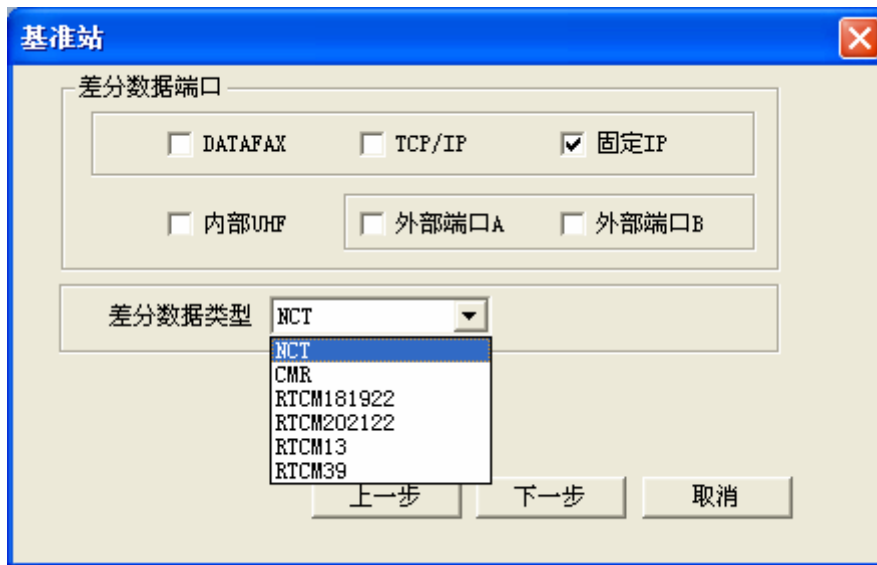 基准站
差分数据端口
DATAFAX TCP/IP 固定IP
内部UHF 外部端口A 外部端口B
差分数据类型 NCT
NCT
CMR
RTCM181922
RTCM202122
RTCM13
RTCM39
上一步 下一步 取消